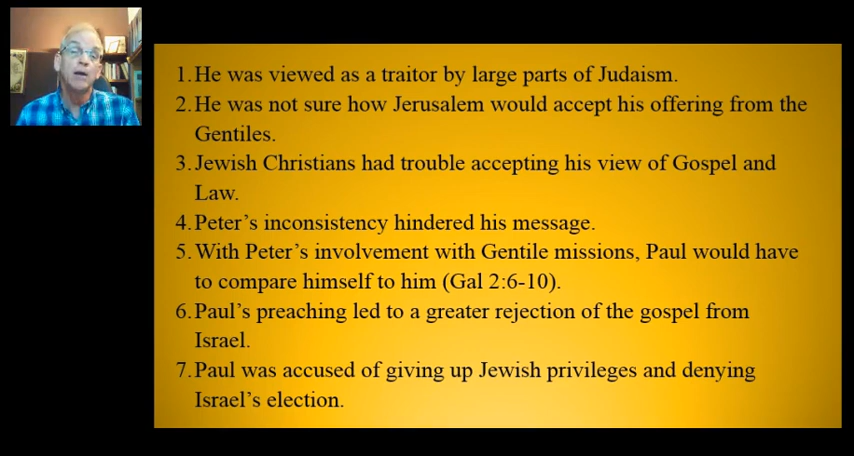 1. He was viewed as a traitor by large parts of Judaism.
2. He was not sure how Jerusalem would accept his offering from the
Gentiles.
3. Jewish Christians had trouble accepting his view of Gospel and
Law.
4. Peter’s inconsistency hindered his message.
5. With Peter’s involvement with Gentile missions, Paul would have
to compare himself to him (Gal 2:6-10).
6. Paul’s preaching led to a greater rejection of the gospel from
Israel.
7. Paul was accused of giving up Jewish privileges and denying
Israel’s election.